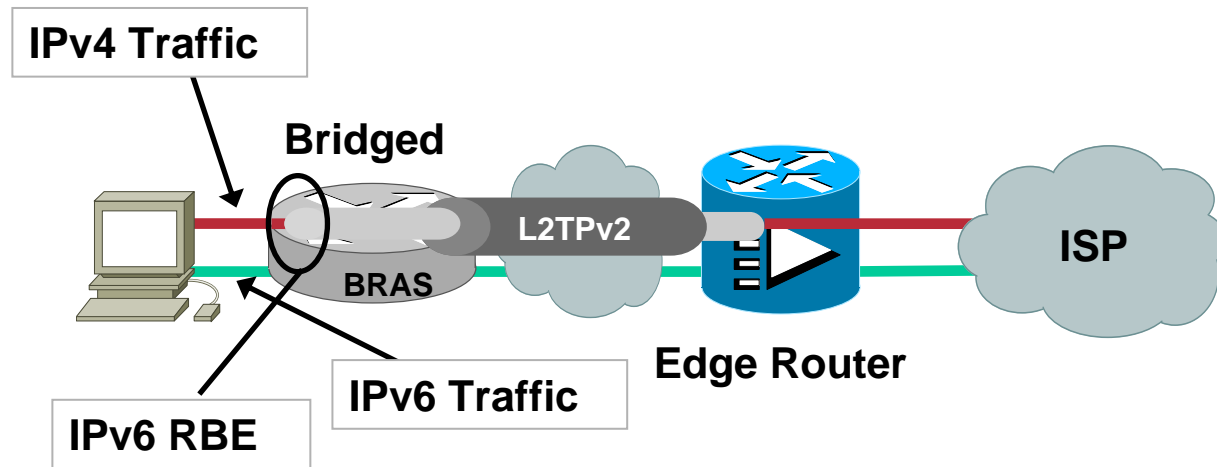 IPv4 Traffic
Bridged
L2TPv2
ISP
BRAS
Edge Router
IPv6 Traffic
IPv6 RBE